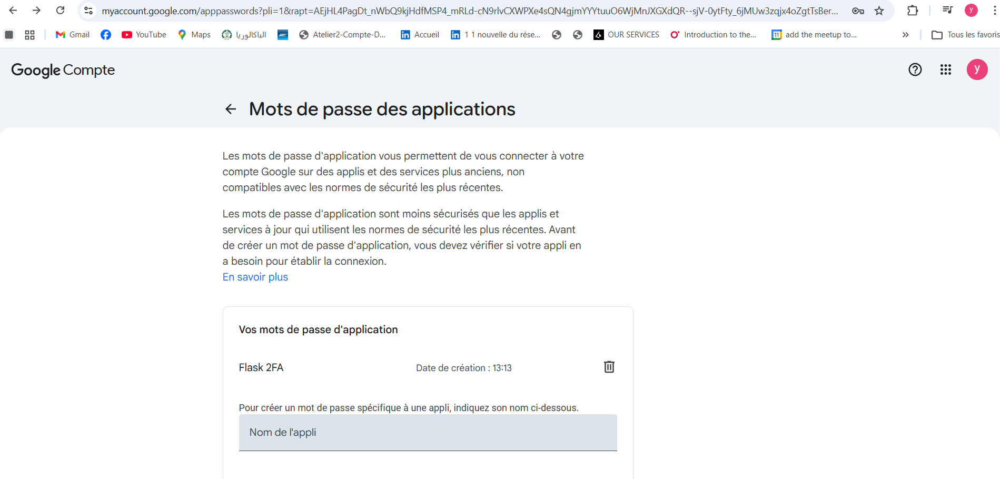 myaccount.google.com/apppasswords?pli=1&rapt=AEjHL4PagDt_nWbQ9kjHdfMSP4_mRLd-cN9rlvCXWPXe4sQN4gjmYYYtuuO6WjMnJXGXdQR--sjV-0ytFty_6jMUw3zqjx4oZgtTsBer...
y
Gmail
YouTube
Maps
الباكالوريا
Atelier2-Compte-D...
in Accueil
in 1 1 nouvelle du rése...
OUR SERVICES
Introduction to the...
11 add the meetup to...
»
Tous les favoris
Google Compte
y
Mots de passe des applications
Les mots de passe d'application vous permettent de vous connecter à votre
compte Google sur des applis et des services plus anciens, non
compatibles avec les normes de sécurité les plus récentes.
Les mots de passe d'application sont moins sécurisés que les applis et
services à jour qui utilisent les normes de sécurité les plus récentes. Avant
de créer un mot de passe d'application, vous devez vérifier si votre appli en
a besoin pour établir la connexion.
En savoir plus
Vos mots de passe d'application
Flask 2FA
Date de création : 13:13
Pour créer un mot de passe spécifique à une appli, indiquez son nom ci-dessous.
Nom de l'appli